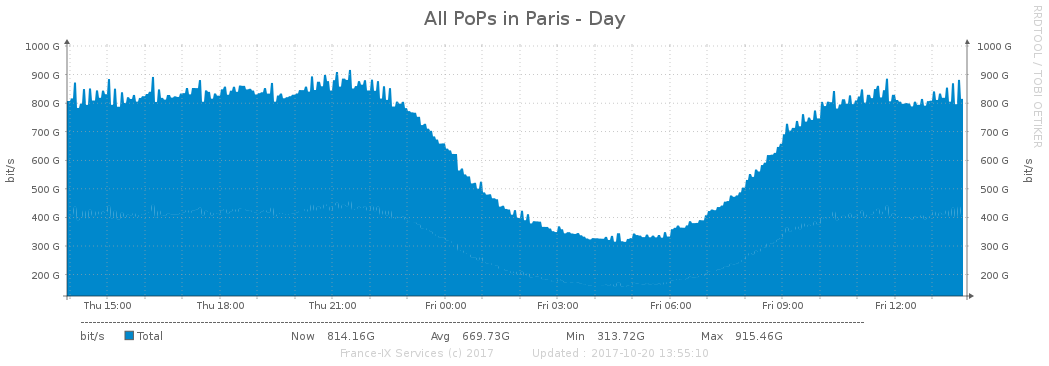 All PoPs in Paris - Day
RRDTOOL / TOBI OETIKER
1000 G 1000 G
900 G 900 G
800 G 800 G
700 G 700 G
600 G 600 G
500 G 500 G
400 G 400 G
300 G 300 G
200 G 200 G
bit/s bit/s
Thu 15:00 Thu 18:00 Thu 21:00 Fri 00:00 Fri 03:00 Fri 06:00 Fri 09:00 Fri 12:00
bit/s Total Now 814.16G Avg 669.73G Min 313.72G Max 915.46G
France-IX Services (c) 2017 Updated : 2017-10-20 13:55:10